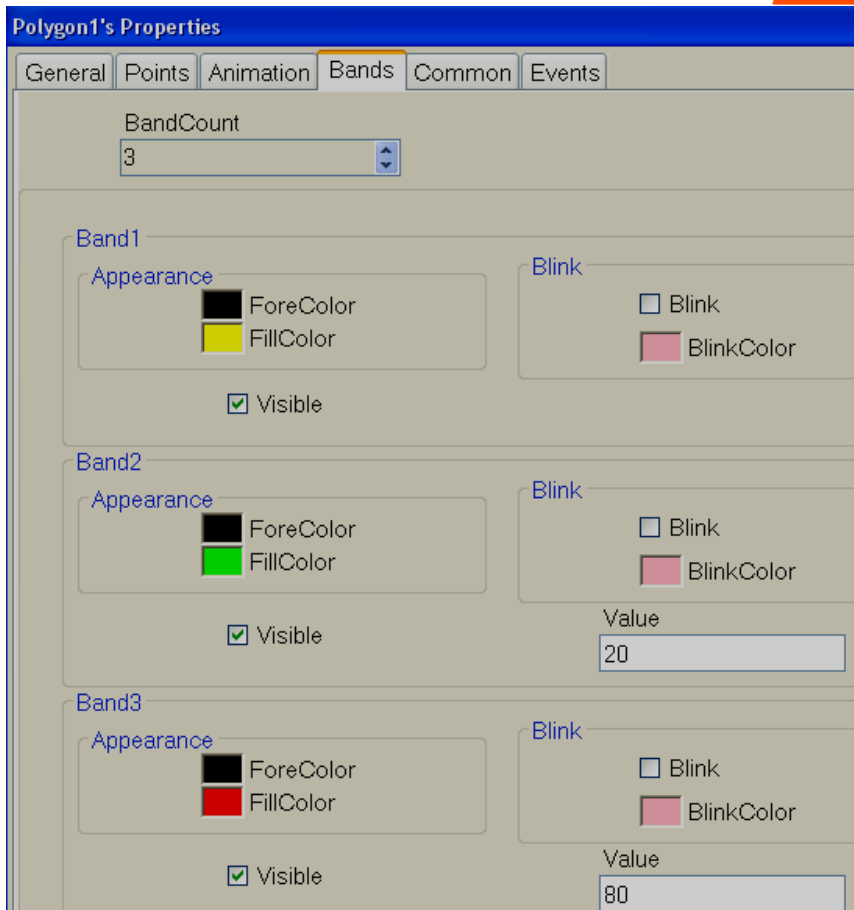 Polygon1's Properties
General Points Animation Bands Common Events
BandCount
3
Band1
Appearance
ForeColor
FillColor
Visible
Blink
Blink
BlinkColor
Band2
Appearance
ForeColor
FillColor
Visible
Blink
Blink
BlinkColor
Value
20
Band3
Appearance
ForeColor
FillColor
Visible
Blink
Blink
BlinkColor
Value
80